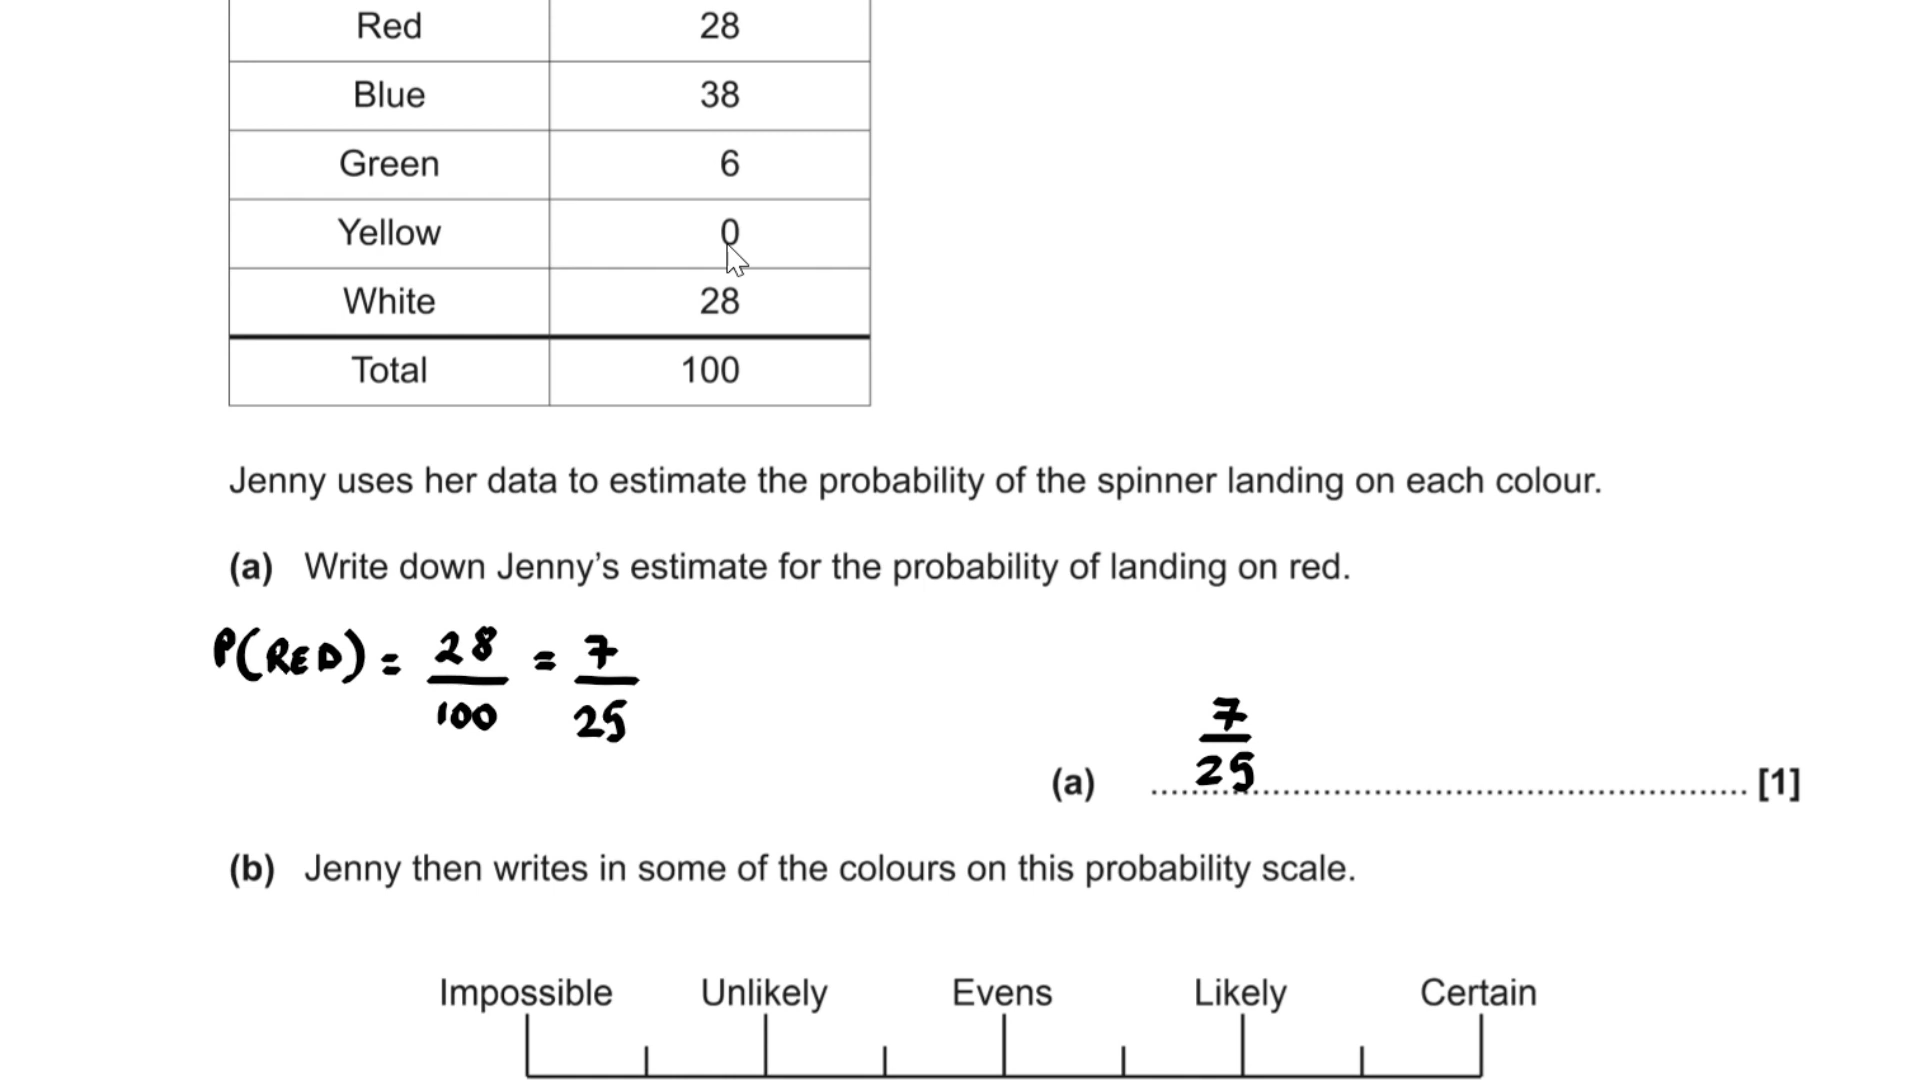 Red 28
Blue 38
Green 6
Yellow 0
White 28
Total 100
Jenny uses her data to estimate the probability of the spinner landing on each colour.
(a) Write down Jenny’s estimate for the probability of landing on red.
P(RED) = 28/100 = 7/25
7/25
(a) ........................................................ [1]
(b) Jenny then writes in some of the colours on this probability scale.
Impossible Unlikely Evens Likely Certain